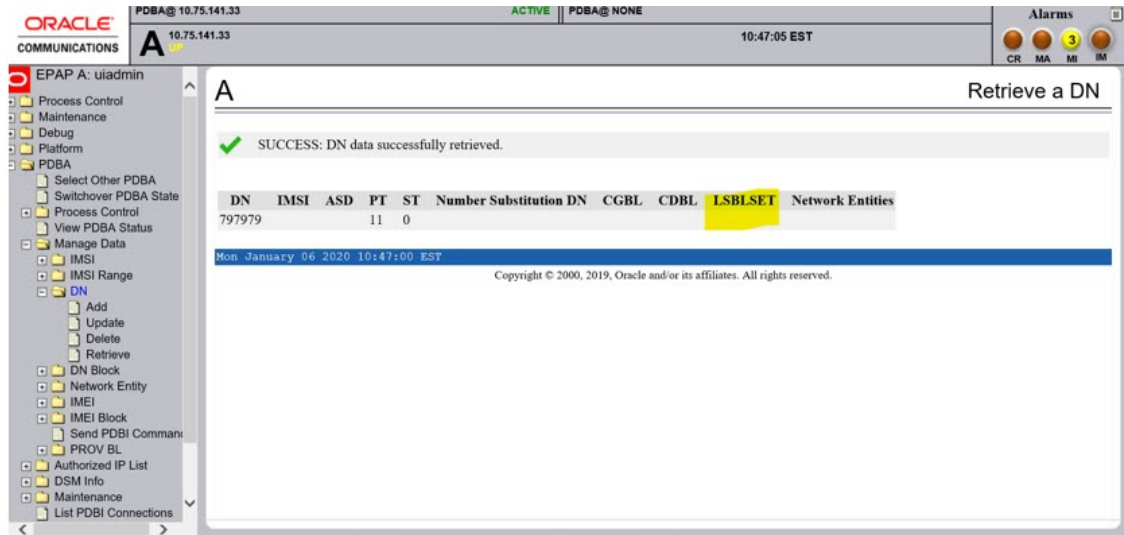 ORACLE
COMMUNICATIONS
PDBA@ 10.75.141.33 ACTIVE PDBA@ NONE
A 10.75.141.33 UP 10:47:05 EST
Alarms
3
CR MA MI IM
EPAP A: uiadmin
Process Control
Maintenance
Debug
Platform
PDBA
Select Other PDBA
Switchover PDBA State
Process Control
View PDBA Status
Manage Data
IMSI
IMSI Range
DN
Add
Update
Delete
Retrieve
DN Block
Network Entity
IMEI
IMEI Block
Send PDBI Comman
PROV BL
Authorized IP List
DSM Info
Maintenance
List PDBI Connections
A Retrieve a DN
SUCCESS: DN data successfully retrieved.
DN IMSI ASD PT ST Number Substitution DN CGBL CDBL LSBLSET Network Entities
797979 11 0
Mon January 06 2020 10:47:00 EST
Copyright © 2000, 2019, Oracle and/or its affiliates. All rights reserved.